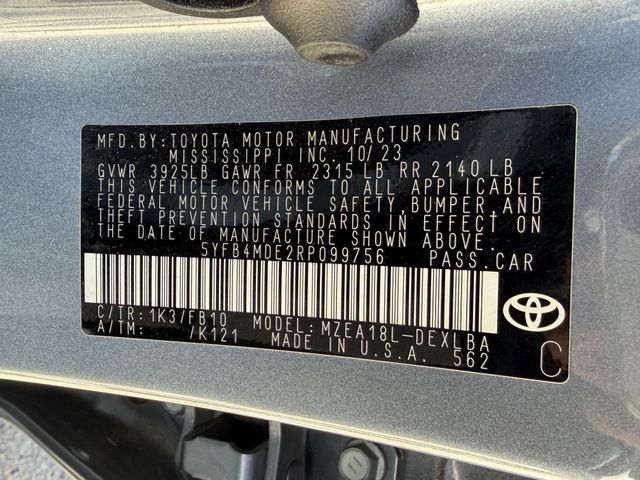 MFD.BY:TOYOTA MOTOR MANUFACTURING
MISSISSIPPI INC. 10/23
GVWR 3925LB GAWR FR 2315 LB RR 2140 LB
THIS VEHICLE CONFORMS TO ALL APPLICABLE
FEDERAL MOTOR VEHICLE SAFETY, BUMPER, AND
THEFT PREVENTION STANDARDS IN EFFECT ON
THE DATE OF MANUFACTURE SHOWN ABOVE.
5YFB4MDE2RP099756 PASS.CAR
C/TR:1K3/FB10 MODEL:MZEA18L-DEXLBA
A/TM: /K121 MADE IN U.S.A. 562
C